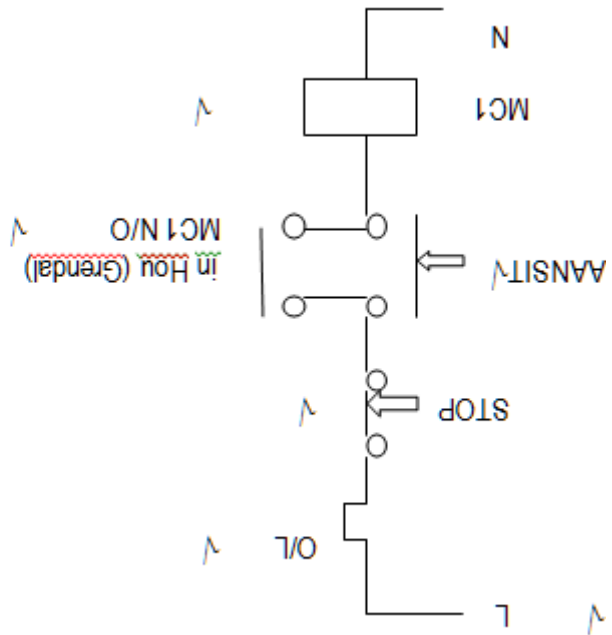 √ L
O/L √
STOP √
AANSIT √
in Hou (Grendal)
MC1 N/O √
MC1 √
N